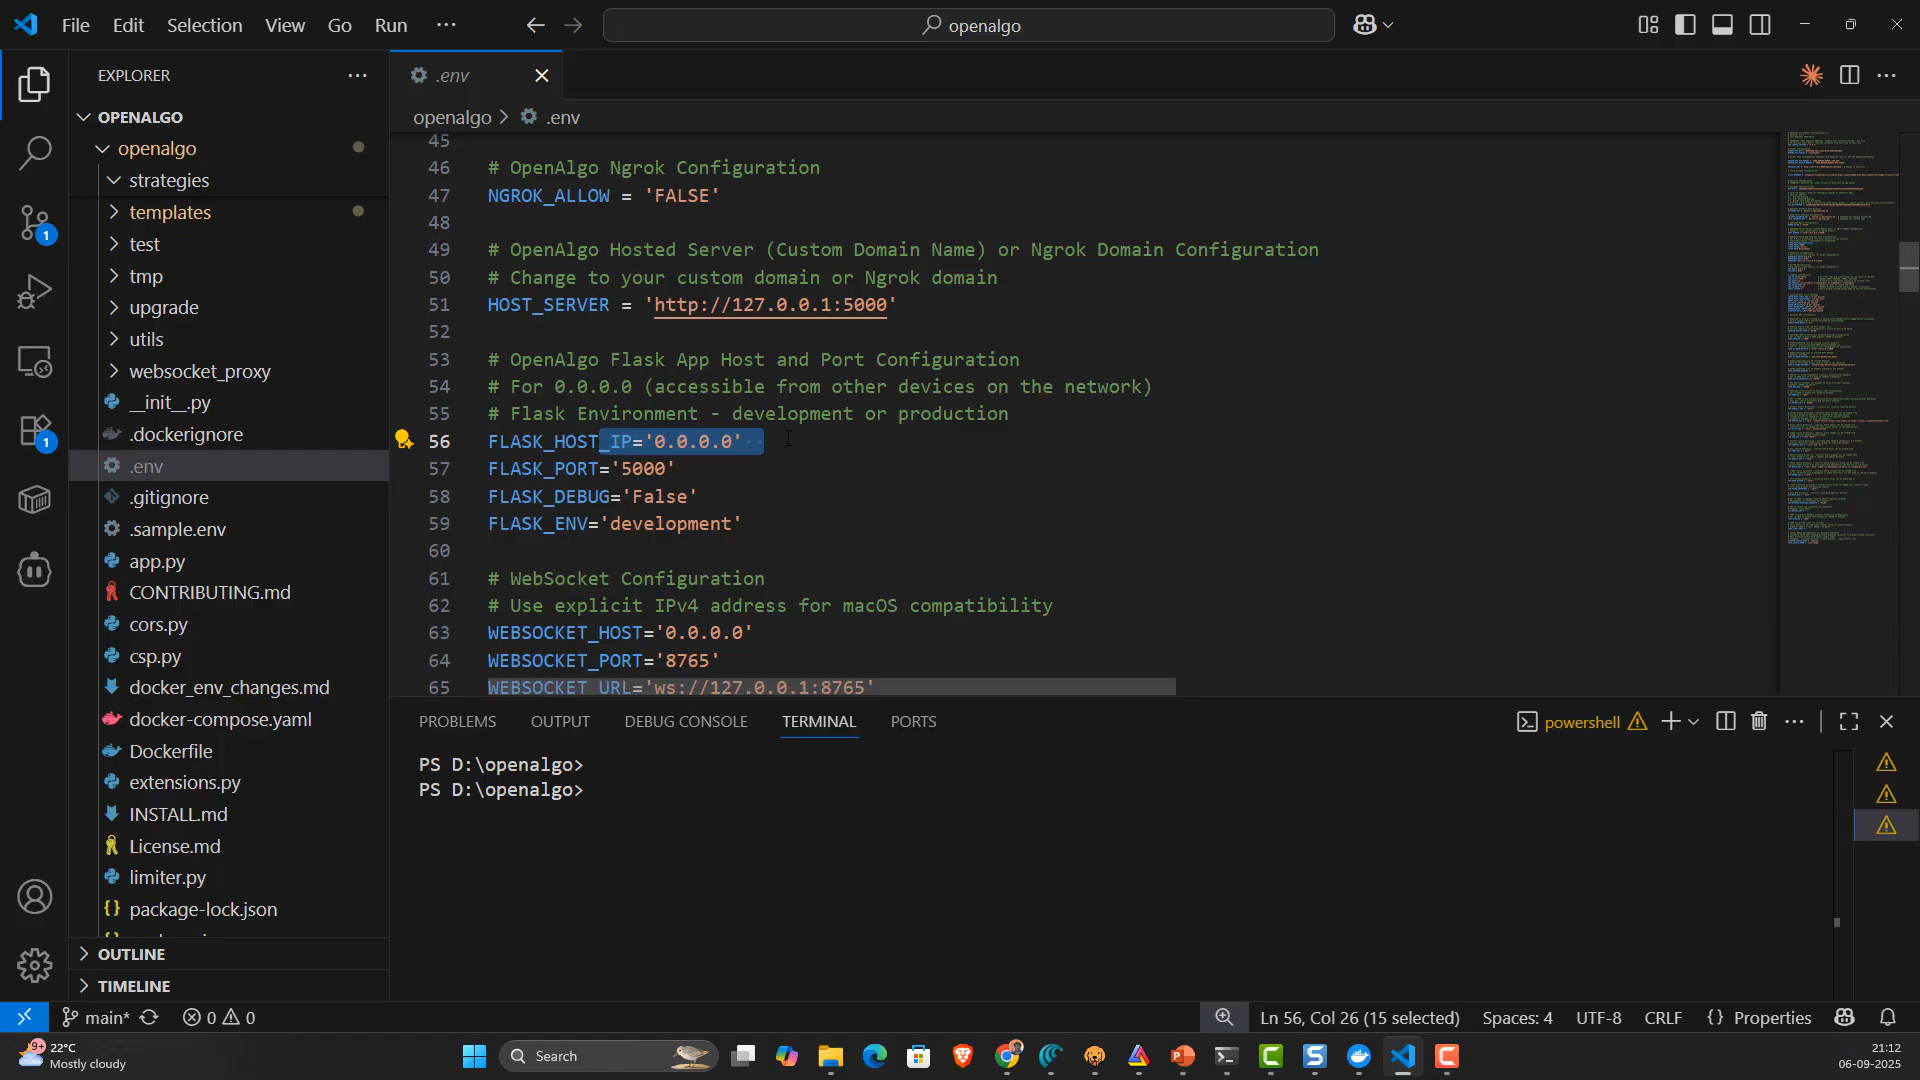 File Edit Selection View Go Run ···
openalgo
EXPLORER
OPENALGO
openalgo
strategies
templates
test
tmp
upgrade
utils
websocket_proxy
__init__.py
.dockerignore
.env
.gitignore
.sample.env
app.py
CONTRIBUTING.md
cors.py
csp.py
docker_env_changes.md
docker-compose.yaml
Dockerfile
extensions.py
INSTALL.md
License.md
limiter.py
package-lock.json
OUTLINE
TIMELINE
.env
openalgo > .env
45
46 # OpenAlgo Ngrok Configuration
47 NGROK_ALLOW = 'FALSE'
48
49 # OpenAlgo Hosted Server (Custom Domain Name) or Ngrok Domain Configuration
50 # Change to your custom domain or Ngrok domain
51 HOST_SERVER = 'http://127.0.0.1:5000'
52
53 # OpenAlgo Flask App Host and Port Configuration
54 # For 0.0.0.0 (accessible from other devices on the network)
55 # Flask Environment - development or production
56 FLASK_HOST_IP='0.0.0.0'
57 FLASK_PORT='5000'
58 FLASK_DEBUG='False'
59 FLASK_ENV='development'
60
61 # WebSocket Configuration
62 # Use explicit IPv4 address for macOS compatibility
63 WEBSOCKET_HOST='0.0.0.0'
64 WEBSOCKET_PORT='8765'
65 WEBSOCKET_URL='ws://127.0.0.1:8765'
PROBLEMS OUTPUT DEBUG CONSOLE TERMINAL PORTS
powershell
PS D:\openalgo>
PS D:\openalgo>
main* 0 0
Ln 56, Col 26 (15 selected) Spaces: 4 UTF-8 CRLF {} Properties
9+ 22°C
Mostly cloudy
Search
21:12
06-09-2025